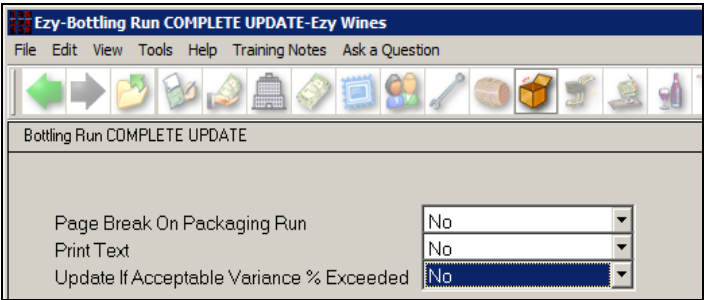 Ezy-Bottling Run COMPLETE UPDATE-Ezy Wines
File Edit View Tools Help Training Notes Ask a Question
Bottling Run COMPLETE UPDATE
Page Break On Packaging Run No
Print Text No
Update If Acceptable Variance % Exceeded No